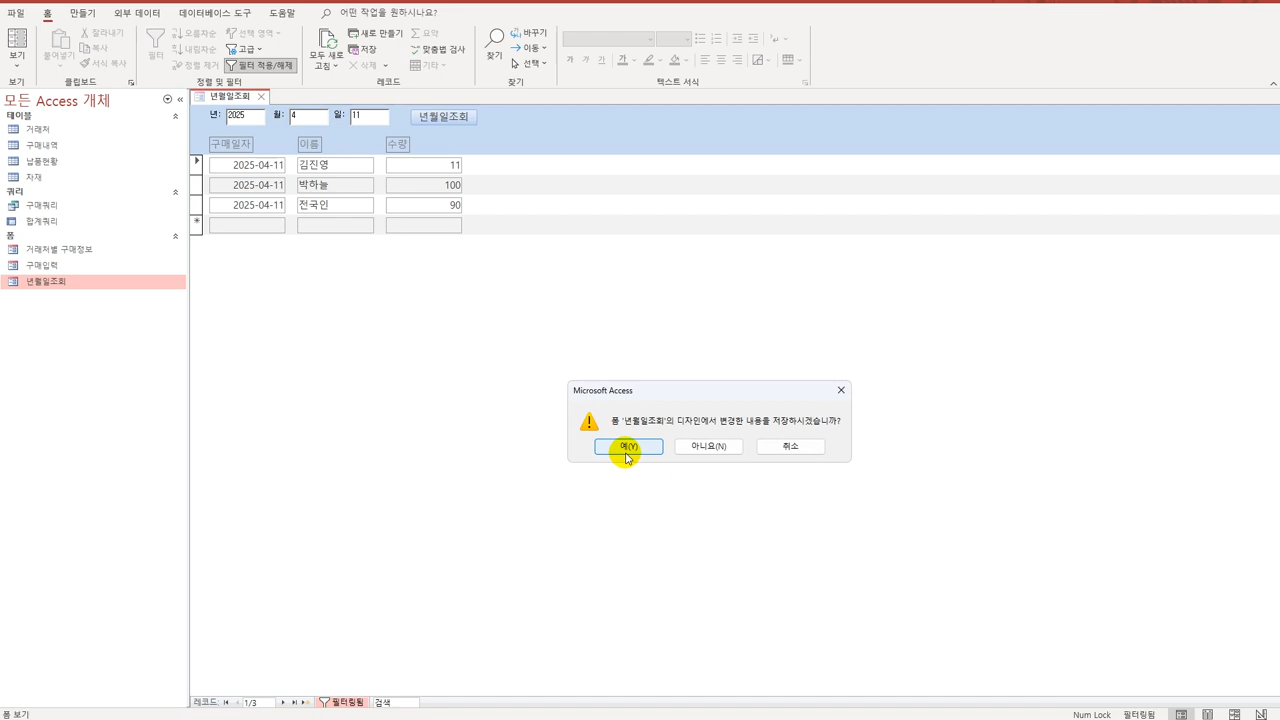 파일 홈 만들기 외부 데이터 데이터베이스 도구 도움말 어떤 작업을 원하시나요?
보기
붙여넣기
잘라내기
복사
서식 복사
클립보드
필터
오름차순
내림차순
정렬 제거
선택 영역
고급
필터 적용/해제
정렬 및 필터
모두 새로 고침
새로 만들기
저장
삭제
요약
맞춤법 검사
기타
레코드
찾기
바꾸기
이동
선택
찾기
가 가 가 가
텍스트 서식
모든 Access 개체
테이블
거래처
구매내역
납품현황
자재
쿼리
구매쿼리
합계쿼리
폼
거래처별 구매정보
구매입력
년월일조회
년월일조회
년: 2025 월: 4 일: 11 년월일조회
구매일자 이름 수량
2025-04-11 김진영 11
2025-04-11 박하늘 100
2025-04-11 전국인 90
Microsoft Access
폼 '년월일조회'의 디자인에서 변경한 내용을 저장하시겠습니까?
예(Y) 아니요(N) 취소
레코드: 1/3 필터링됨 검색
폼 보기 Num Lock 필터링됨